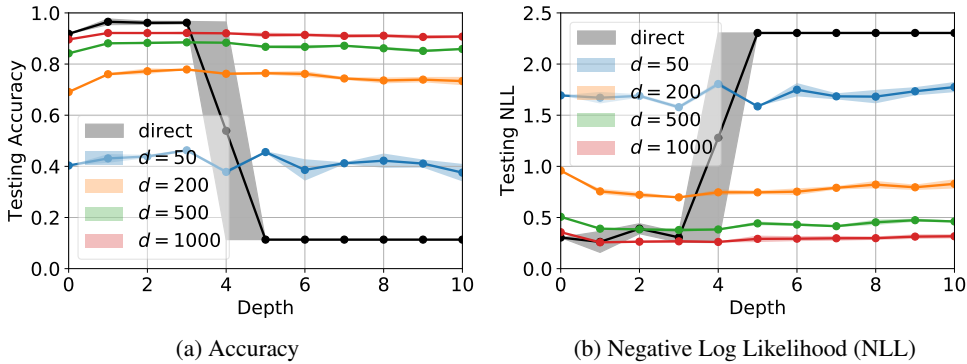 1.0
0.8
0.6
0.4
0.2
0.0
Testing Accuracy
direct
d = 50
d = 200
d = 500
d = 1000
0 2 4 6 8 10
Depth
(a) Accuracy
2.5
2.0
1.5
1.0
0.5
0.0
Testing NLL
direct
d = 50
d = 200
d = 500
d = 1000
0 2 4 6 8 10
Depth
(b) Negative Log Likelihood (NLL)